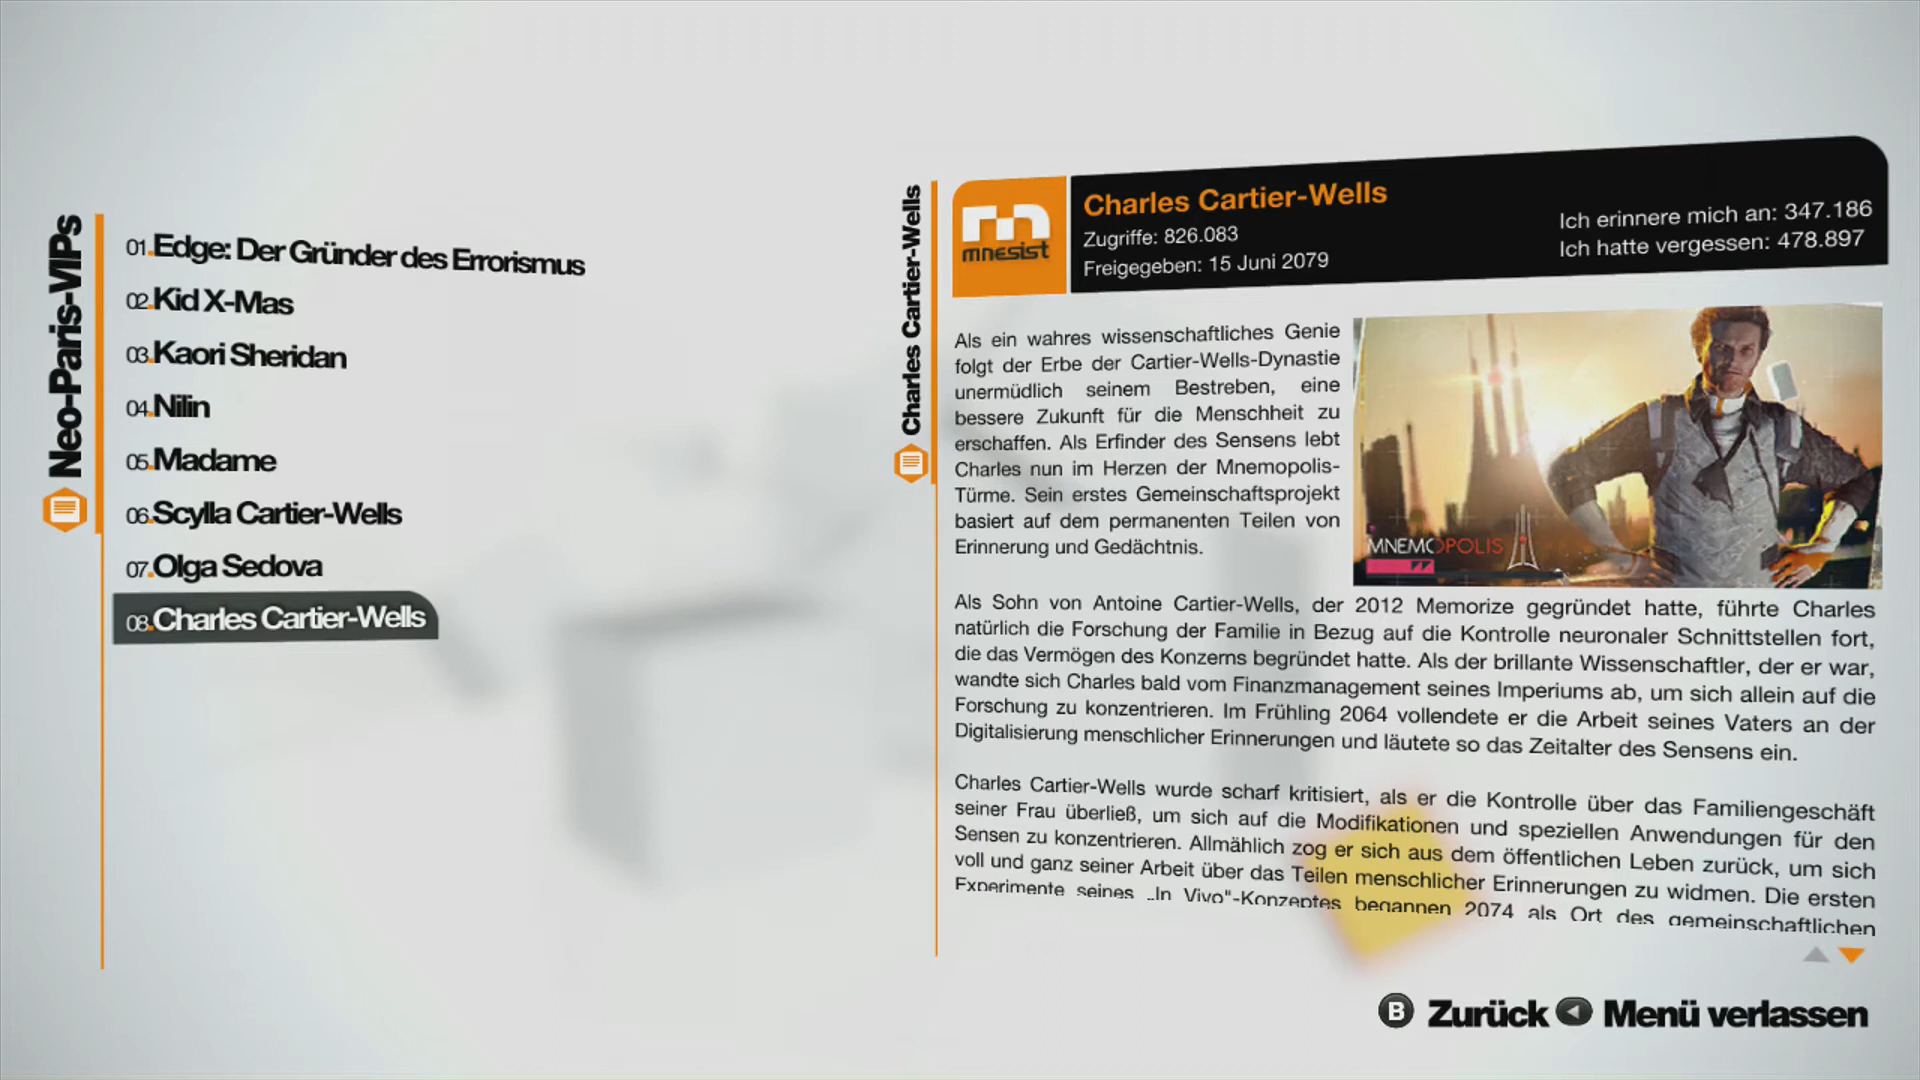 Neo-Paris-VIPs
01.Edge: Der Gründer des Errorismus
02.Kid X-Mas
03.Kaori Sheridan
04.Nilin
05.Madame
06.Scylla Cartier-Wells
07.Olga Sedova
08.Charles Cartier-Wells
Charles Cartier-Wells
mnesist
Charles Cartier-Wells
Zugriffe: 826.083
Freigegeben: 15 Juni 2079
Ich erinnere mich an: 347.186
Ich hatte vergessen: 478.897
Als ein wahres wissenschaftliches Genie
folgt der Erbe der Cartier-Wells-Dynastie
unermüdlich seinem Bestreben, eine
bessere Zukunft für die Menschheit zu
erschaffen. Als Erfinder des Sensens lebt
Charles nun im Herzen der Mnemopolis-
Türme. Sein erstes Gemeinschaftsprojekt
basiert auf dem permanenten Teilen von
Erinnerung und Gedächtnis.
MNEMOPOLIS
Als Sohn von Antoine Cartier-Wells, der 2012 Memorize gegründet hatte, führte Charles
natürlich die Forschung der Familie in Bezug auf die Kontrolle neuronaler Schnittstellen fort,
die das Vermögen des Konzerns begründet hatte. Als der brillante Wissenschaftler, der er war,
wandte sich Charles bald vom Finanzmanagement seines Imperiums ab, um sich allein auf die
Forschung zu konzentrieren. Im Frühling 2064 vollendete er die Arbeit seines Vaters an der
Digitalisierung menschlicher Erinnerungen und läutete so das Zeitalter des Sensens ein.
Charles Cartier-Wells wurde scharf kritisiert, als er die Kontrolle über das Familiengeschäft
seiner Frau überließ, um sich auf die Modifikationen und speziellen Anwendungen für den
Sensen zu konzentrieren. Allmählich zog er sich aus dem öffentlichen Leben zurück, um sich
voll und ganz seiner Arbeit über das Teilen menschlicher Erinnerungen zu widmen. Die ersten
Experimente seines „In Vivo"-Konzeptes begannen 2074 als Ort des gemeinschaftlichen
B Zurück Menü verlassen